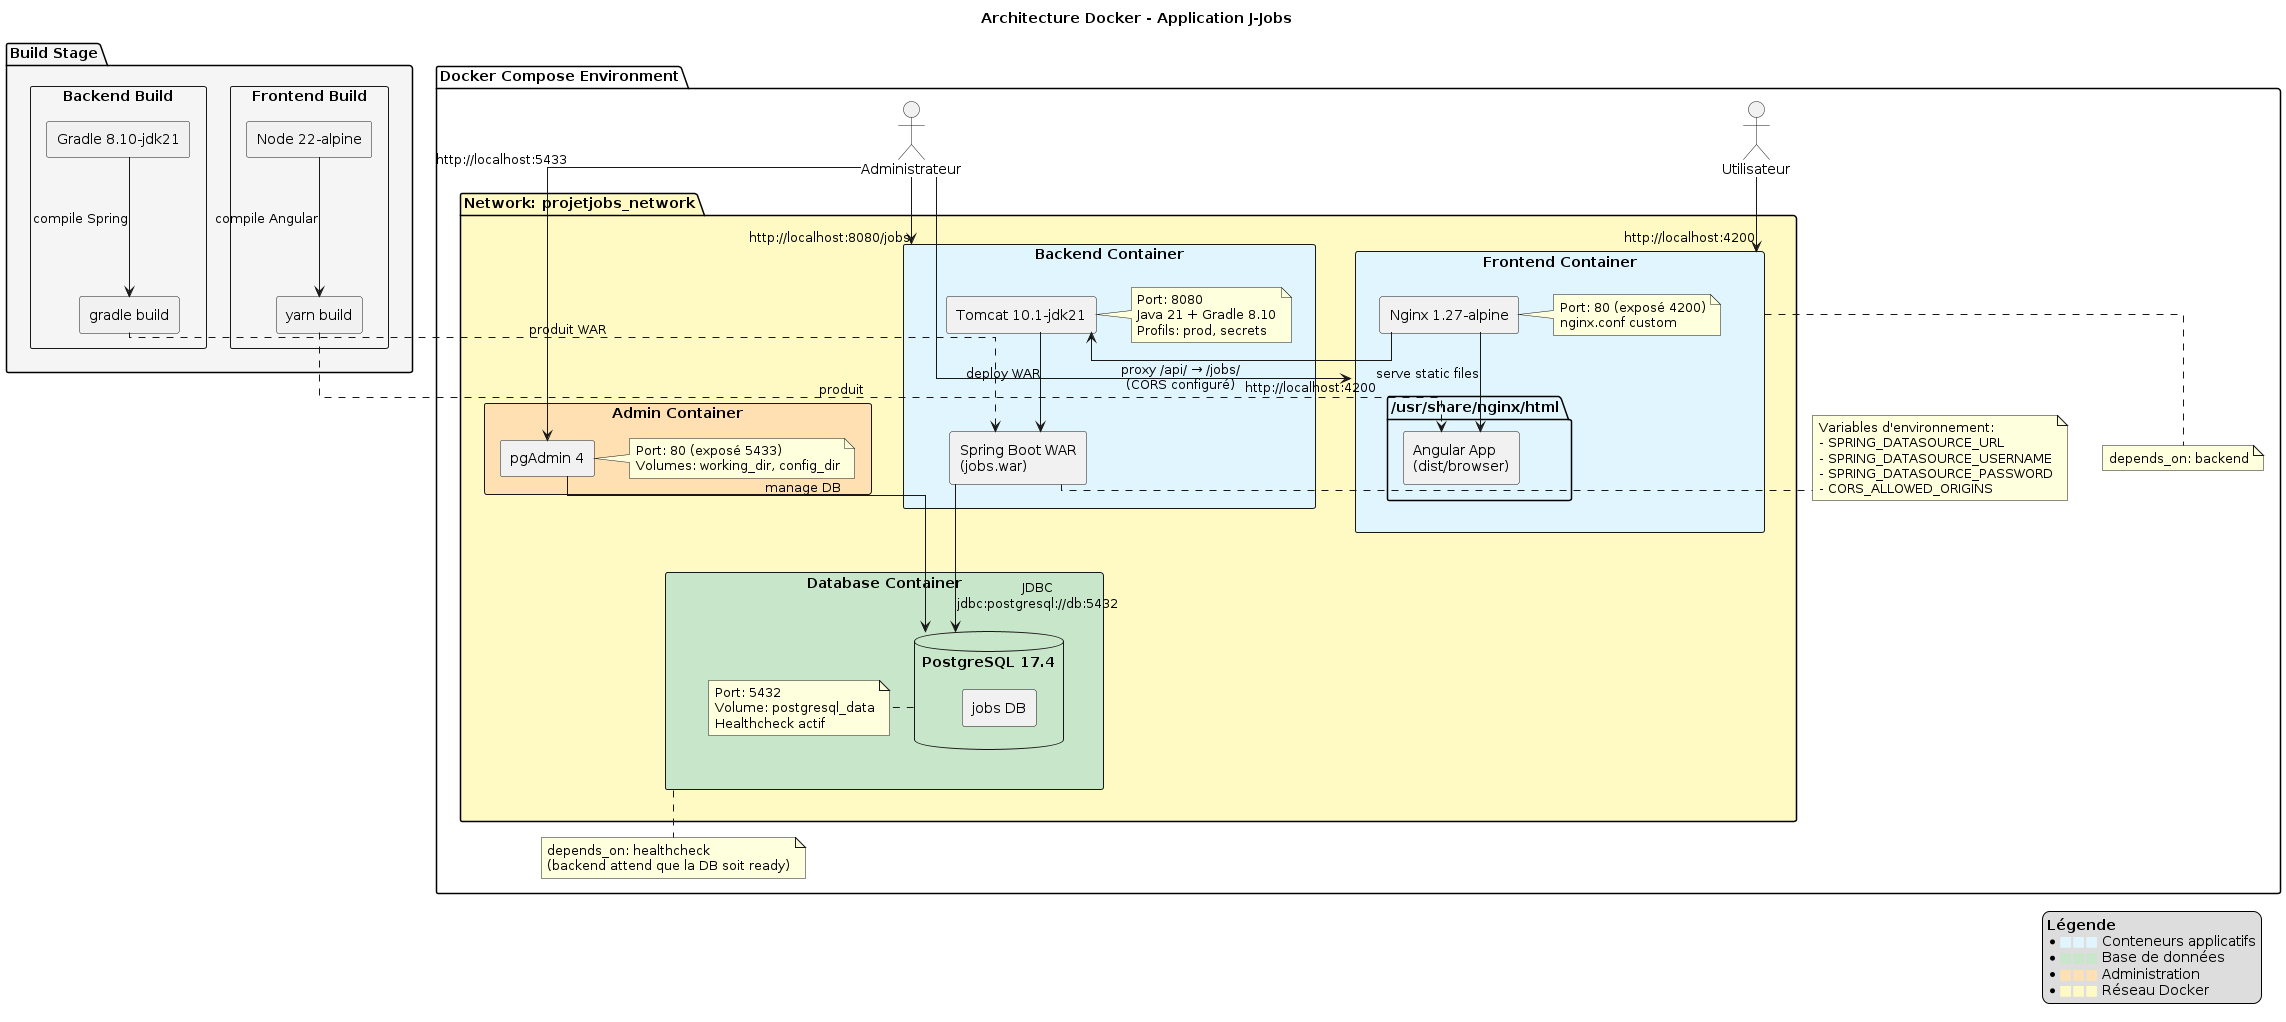 Architecture Docker - Application J-Jobs
Build Stage
Backend Build
Gradle 8.10-jdk21
compile Spring
gradle build
Frontend Build
Node 22-alpine
compile Angular
yarn build
Docker Compose Environment
Administrateur
Utilisateur
http://localhost:5433
Network: projetjobs_network
http://localhost:8080/jobs
http://localhost:4200
Backend Container
Tomcat 10.1-jdk21
Port: 8080
Java 21 + Gradle 8.10
Profils: prod, secrets
produit WAR
deploy WAR
proxy /api/ → /jobs/
(CORS configuré)
http://localhost:4200
produit
Spring Boot WAR
(jobs.war)
Frontend Container
Nginx 1.27-alpine
Port: 80 (exposé 4200)
nginx.conf custom
serve static files
/usr/share/nginx/html
Angular App
(dist/browser)
Variables d'environnement:
- SPRING_DATASOURCE_URL
- SPRING_DATASOURCE_USERNAME
- SPRING_DATASOURCE_PASSWORD
- CORS_ALLOWED_ORIGINS
depends_on: backend
Admin Container
pgAdmin 4
Port: 80 (exposé 5433)
Volumes: working_dir, config_dir
manage DB
Database Container
JDBC
jdbc:postgresql://db:5432
PostgreSQL 17.4
jobs DB
Port: 5432
Volume: postgresql_data
Healthcheck actif
depends_on: healthcheck
(backend attend que la DB soit ready)
Légende
• Conteneurs applicatifs
• Base de données
• Administration
• Réseau Docker